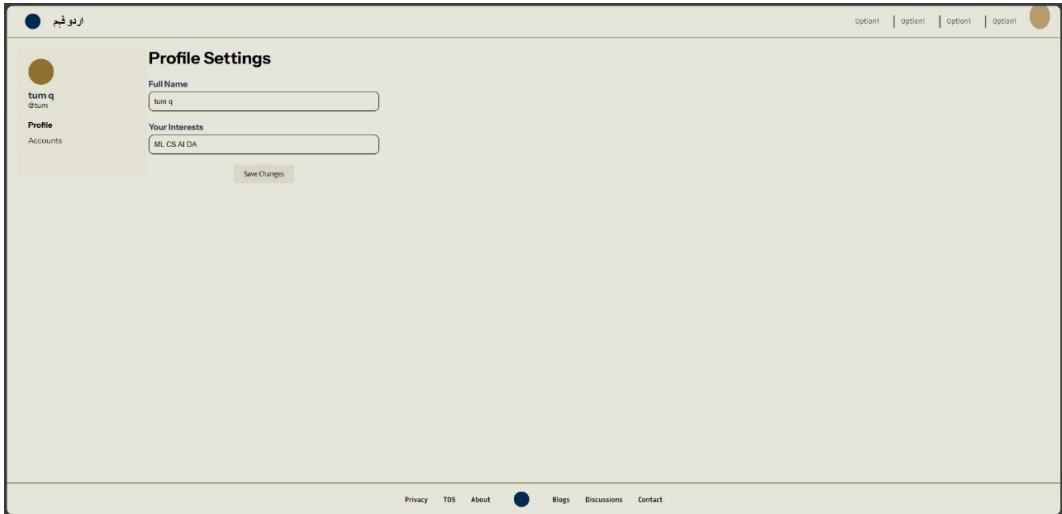 اردو فہم
Option1 Option1 Option1 Option1
tum q
@tum
Profile
Accounts
Profile Settings
Full Name
tum q
Your Interests
ML CS AI DA
Save Changes
Privacy TOS About Blogs Discussions Contact